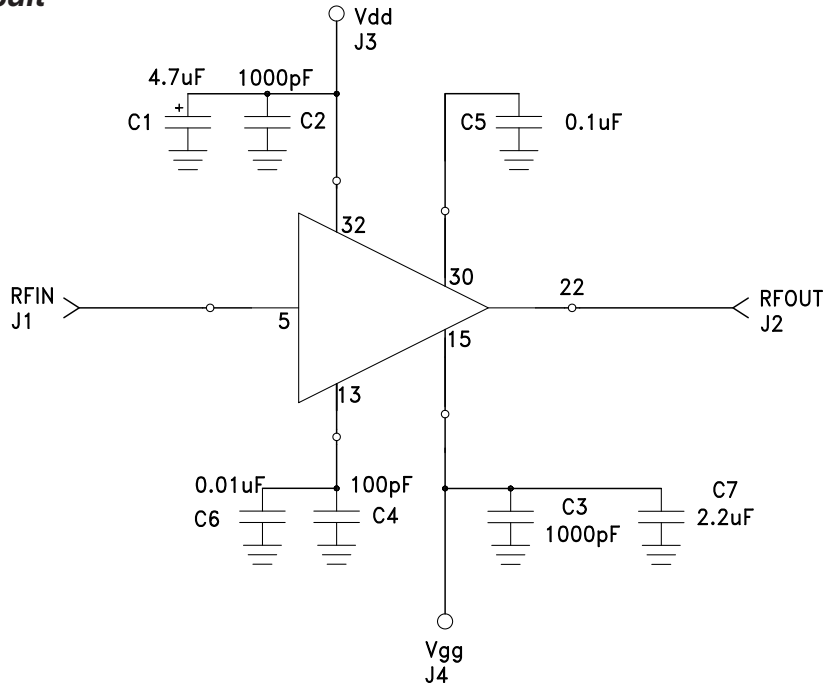 Vdd
J3
4.7uF
1000pF
+
C1
C2
C5
0.1uF
32
30
22
RFIN
J1
5
RFOUT
J2
15
13
0.01uF
100pF
C6
C4
C3
1000pF
C7
2.2uF
Vgg
J4